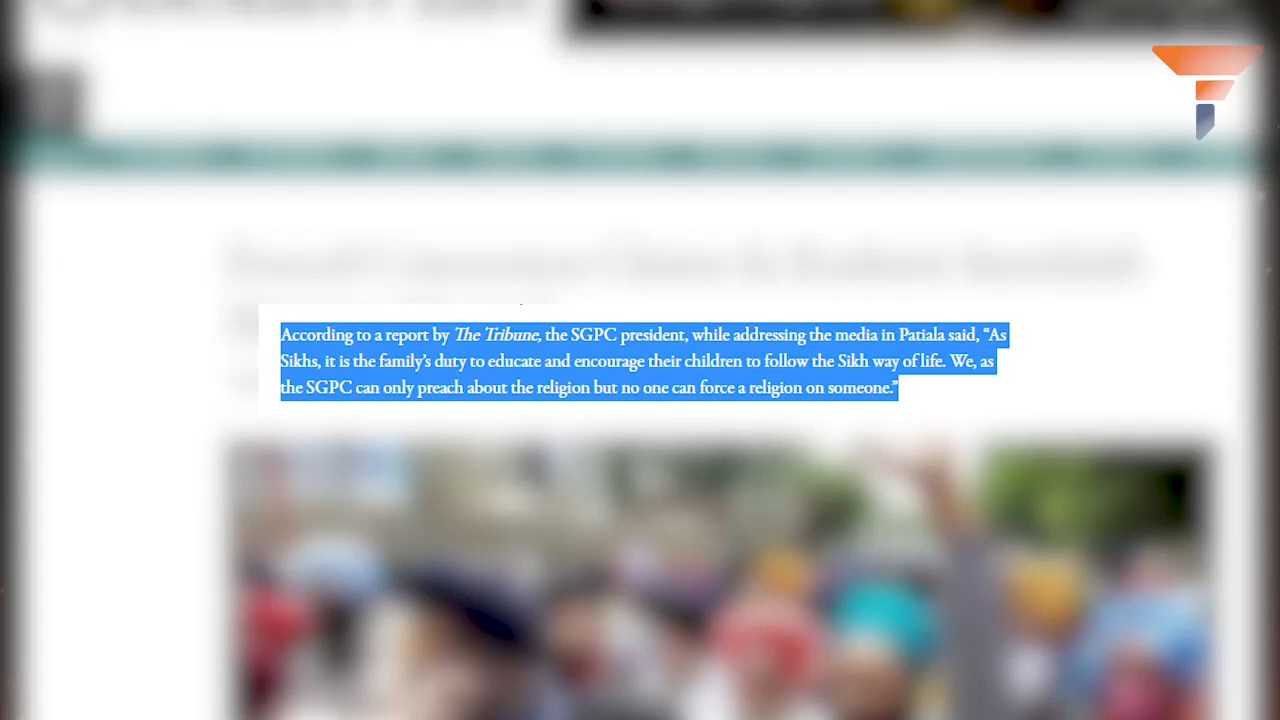 According to a report by The Tribune, the SGPC president, while addressing the media in Patiala said, “As
Sikhs, it is the family’s duty to educate and encourage their children to follow the Sikh way of life. We, as
the SGPC can only preach about the religion but no one can force a religion on someone.”